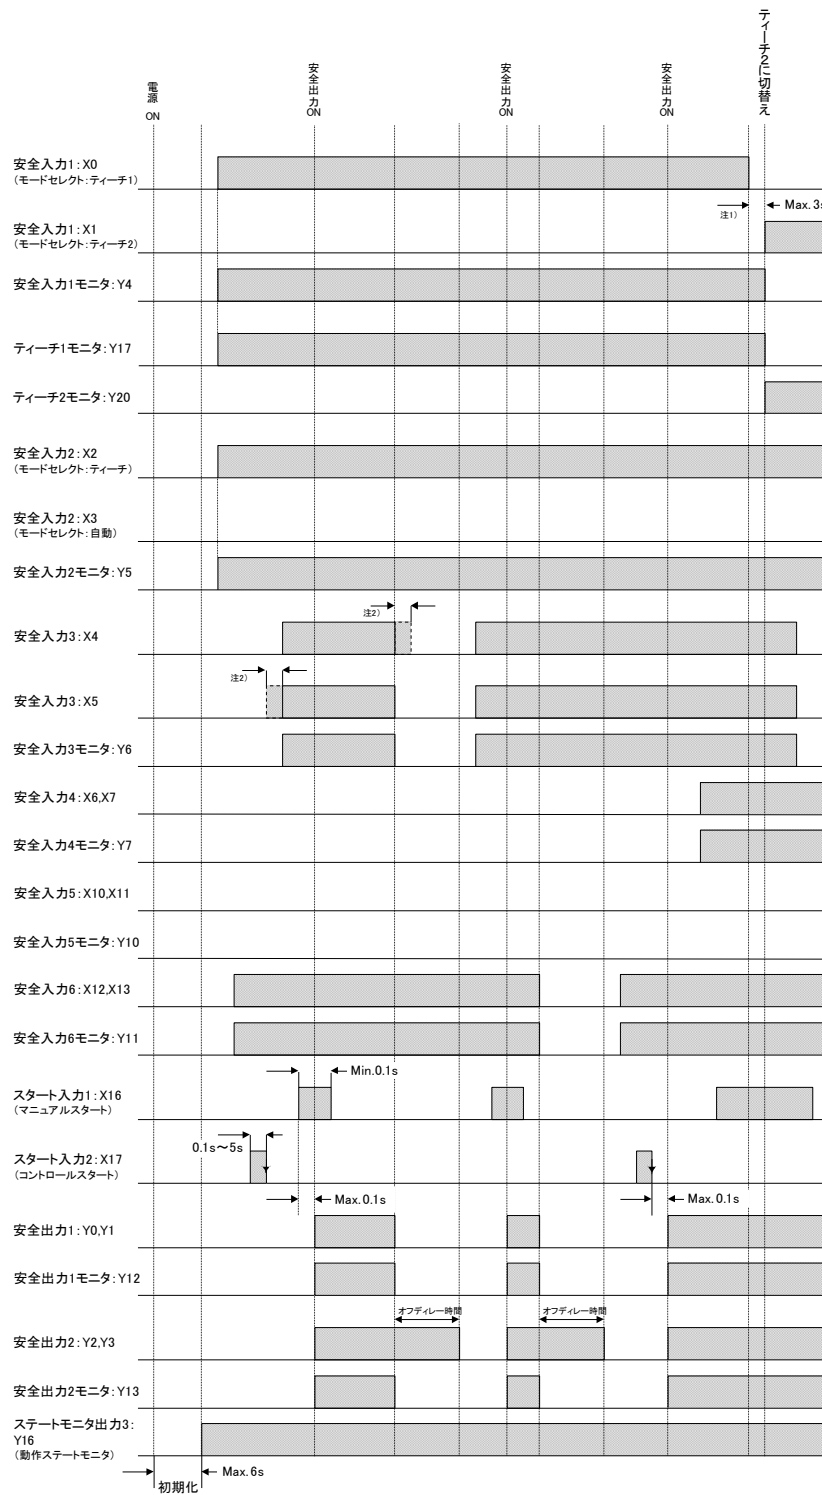 ティーチ2に切替え
電源
ON
安全出力
ON
安全出力
ON
安全出力
ON
安全入力1:X0
(モードセレクト:ティーチ1)
注1)
Max.3s
安全入力1:X1
(モードセレクト:ティーチ2)
安全入力1モニタ:Y4
ティーチ1モニタ:Y17
ティーチ2モニタ:Y20
安全入力2:X2
(モードセレクト:ティーチ)
安全入力2:X3
(モードセレクト:自動)
安全入力2モニタ:Y5
注2)
安全入力3:X4
注2)
安全入力3:X5
安全入力3モニタ:Y6
安全入力4:X6,X7
安全入力4モニタ:Y7
安全入力5:X10,X11
安全入力5モニタ:Y10
安全入力6:X12,X13
安全入力6モニタ:Y11
Min.0.1s
スタート入力1:X16
(マニュアルスタート)
0.1s～5s
スタート入力2:X17
(コントロールスタート)
Max.0.1s
Max.0.1s
安全出力1:Y0,Y1
安全出力1モニタ:Y12
オフディレー時間
オフディレー時間
安全出力2:Y2,Y3
安全出力2モニタ:Y13
ステートモニタ出力3:
Y16
(動作ステートモニタ)
Max.6s
初期化